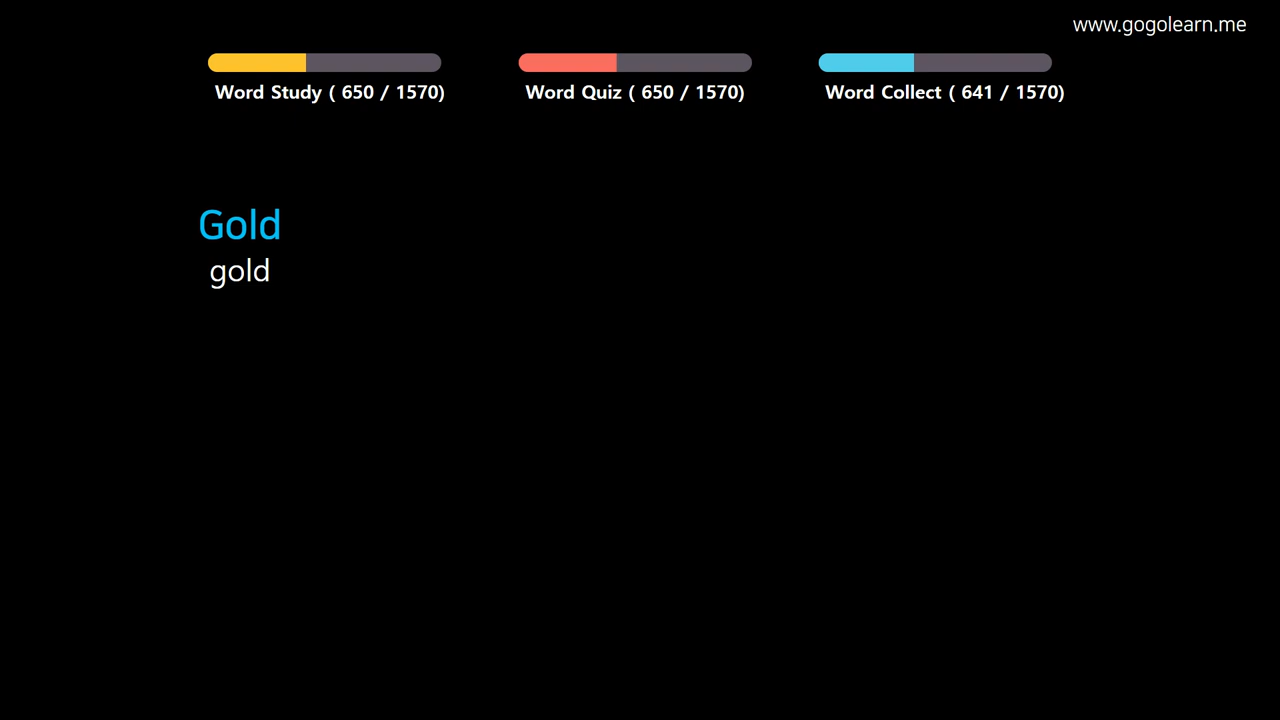 www.gogolearn.me
Word Study ( 650 / 1570)
Word Quiz ( 650 / 1570)
Word Collect ( 641 / 1570)
Gold
gold